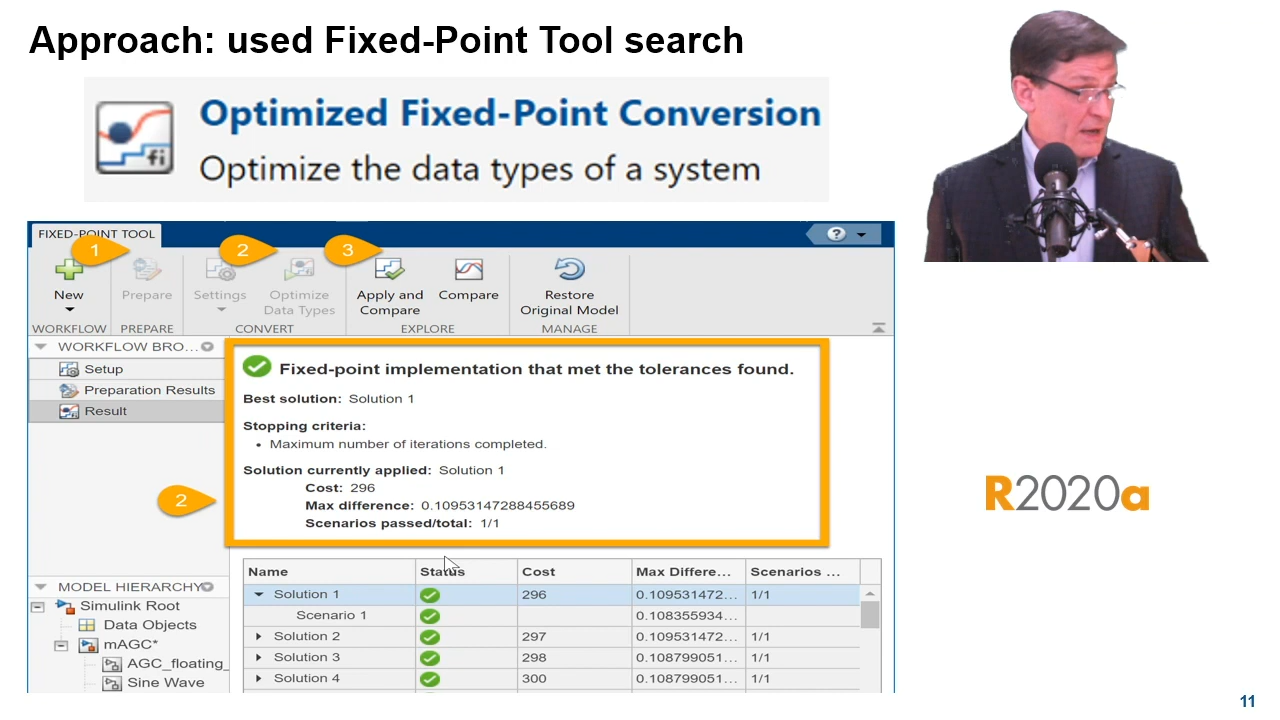 Approach: used Fixed-Point Tool search
Optimized Fixed-Point Conversion
fi
Optimize the data types of a system
FIXED-POINT TOOL
?
1
2
3
New
Prepare
Settings
Optimize
Data Types
Apply and
Compare
Compare
Restore
Original Model
WORKFLOW
PREPARE
CONVERT
EXPLORE
MANAGE
WORKFLOW BRO...
Setup
Preparation Results
Result
Fixed-point implementation that met the tolerances found.
Best solution: Solution 1
Stopping criteria:
• Maximum number of iterations completed.
Solution currently applied: Solution 1
Cost: 296
Max difference: 0.10953147288455689
Scenarios passed/total: 1/1
2
R2020a
Name Status Cost Max Differe... Scenarios ...
Solution 1 296 0.109531472... 1/1
Scenario 1 0.108355934...
Solution 2 297 0.109531472... 1/1
Solution 3 298 0.108799051... 1/1
Solution 4 300 0.108799051... 1/1
MODEL HIERARCHY
Simulink Root
Data Objects
mAGC*
AGC_floating_
Sine Wave
11